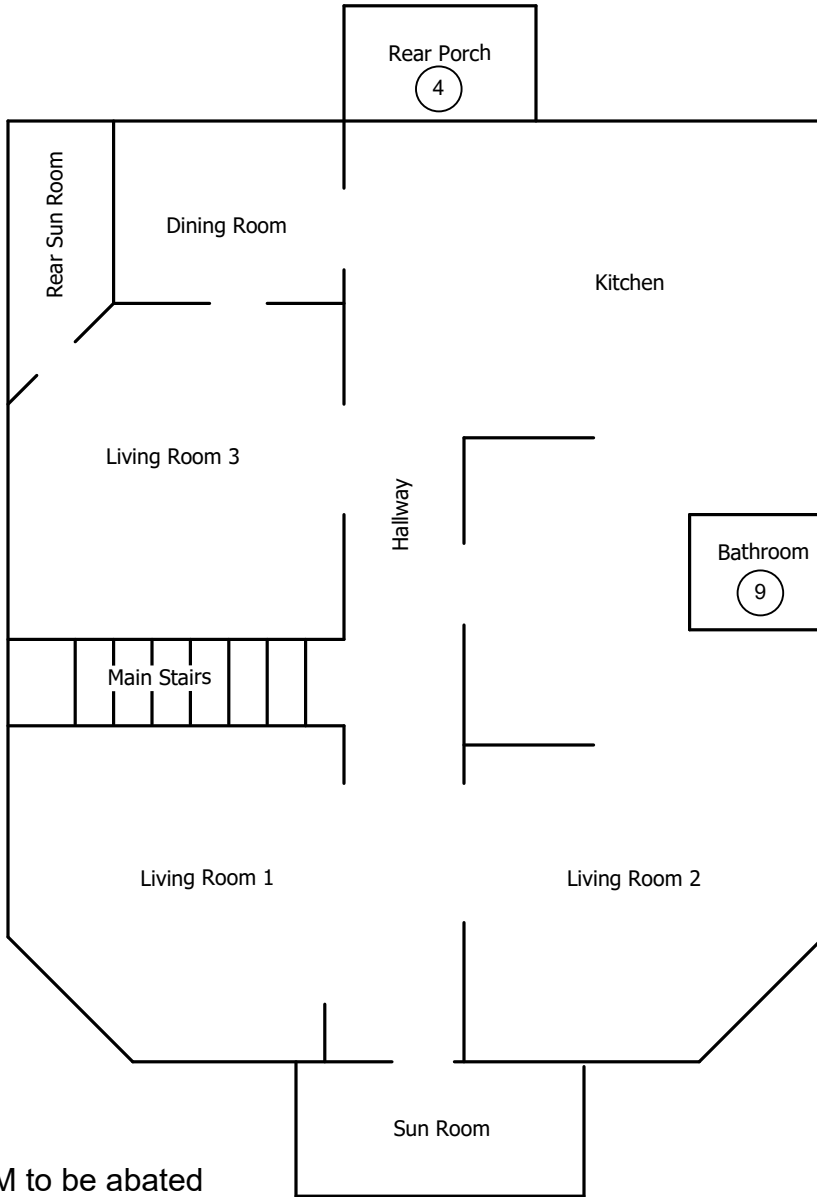 Rear Porch
4
Rear Sun Room
Dining Room
Kitchen
Living Room 3
Hallway
Bathroom
9
Main Stairs
Living Room 1
Living Room 2
Sun Room
M to be abated